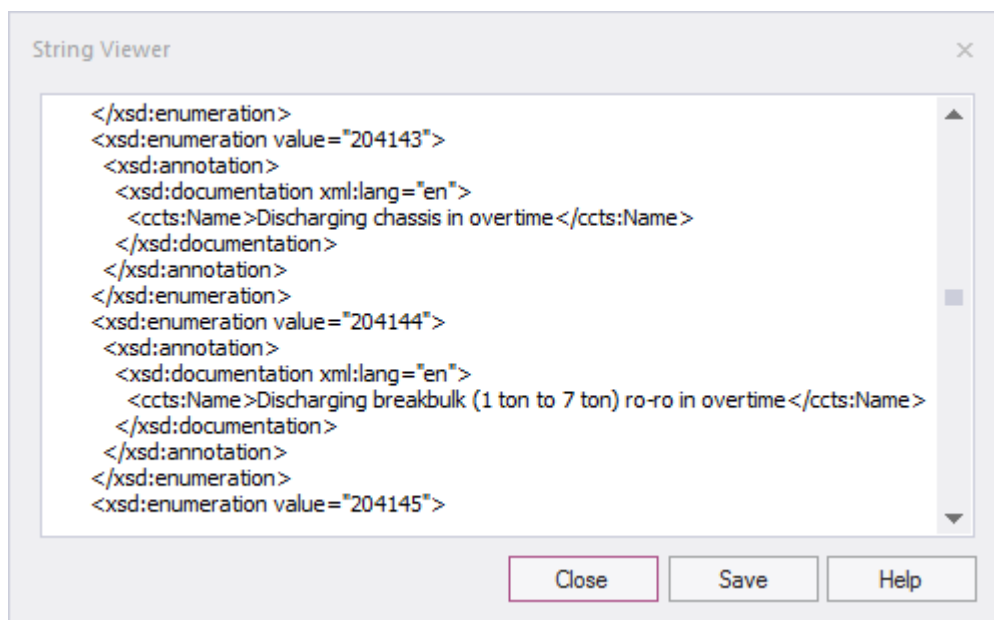 String Viewer
</xsd:enumeration>
<xsd:enumeration value="204143">
<xsd:annotation>
<xsd:documentation xml:lang="en">
<ccts:Name>Discharging chassis in overtime</ccts:Name>
</xsd:documentation>
</xsd:annotation>
</xsd:enumeration>
<xsd:enumeration value="204144">
<xsd:annotation>
<xsd:documentation xml:lang="en">
<ccts:Name>Discharging breakbulk (1 ton to 7 ton) ro-ro in overtime</ccts:Name>
</xsd:documentation>
</xsd:annotation>
</xsd:enumeration>
<xsd:enumeration value="204145">
Close Save Help